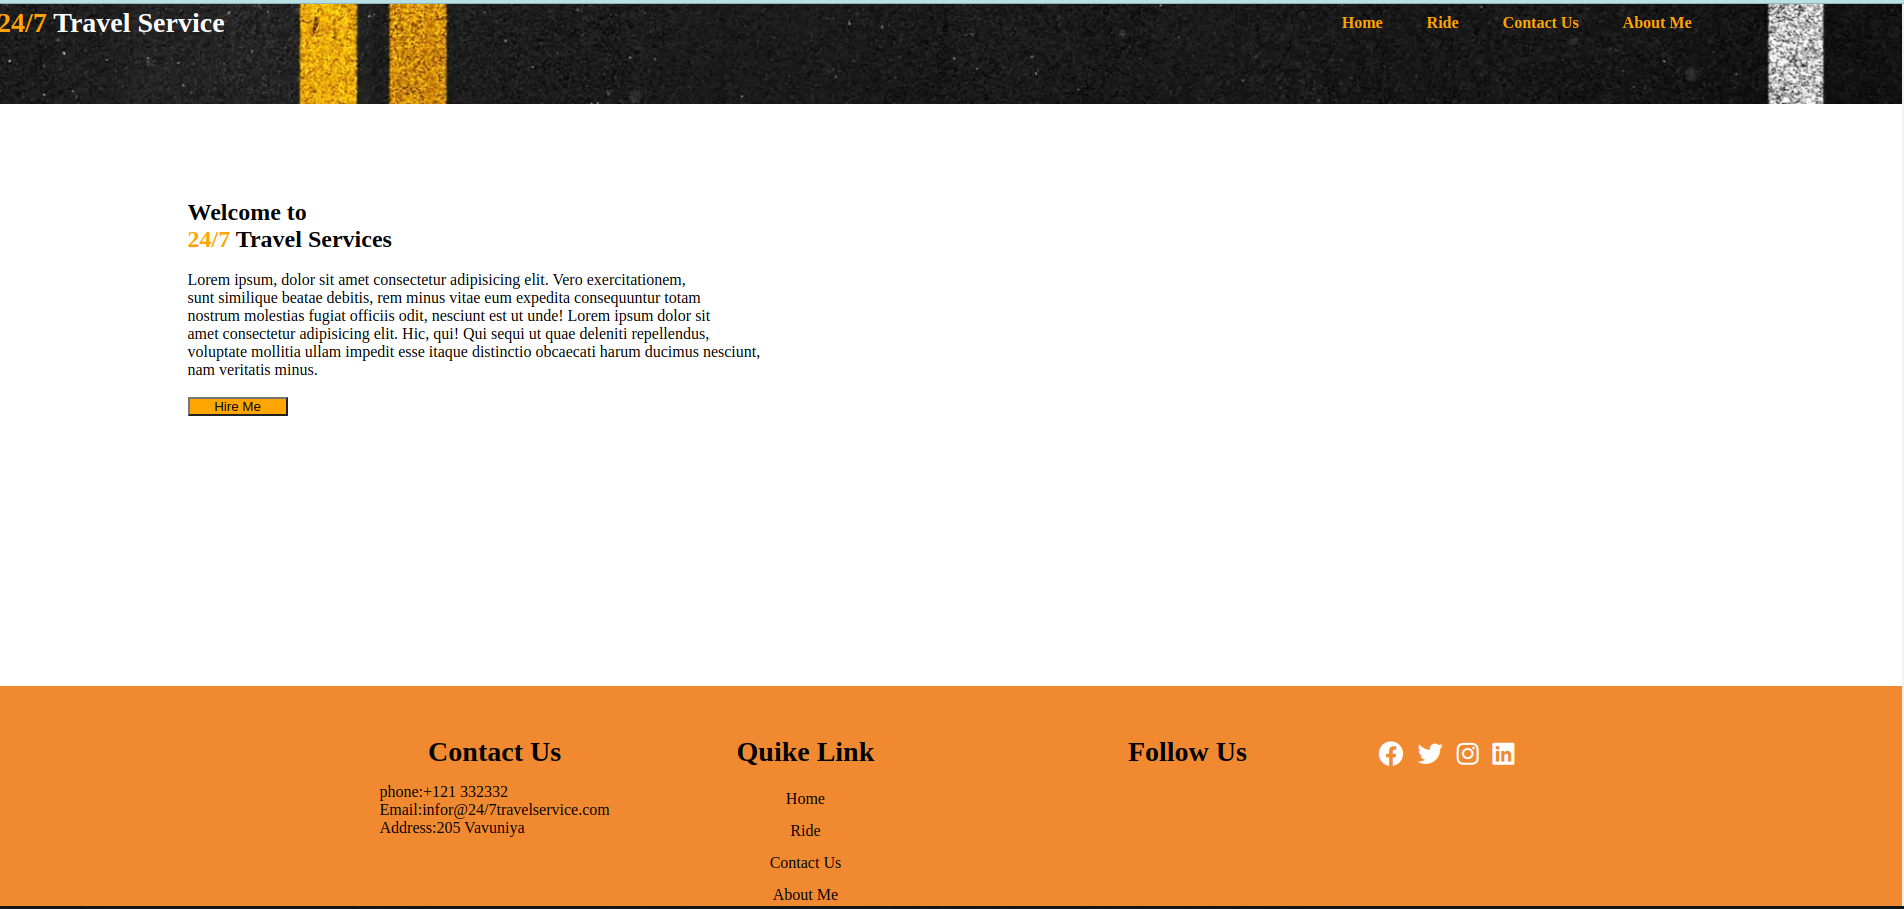 24/7 Travel Service
Home Ride Contact Us About Me
Welcome to
24/7 Travel Services
Lorem ipsum, dolor sit amet consectetur adipisicing elit. Vero exercitationem,
sunt similique beatae debitis, rem minus vitae eum expedita consequuntur totam
nostrum molestias fugiat officiis odit, nesciunt est ut unde! Lorem ipsum dolor sit
amet consectetur adipisicing elit. Hic, qui! Qui sequi ut quae deleniti repellendus,
voluptate mollitia ullam impedit esse itaque distinctio obcaecati harum ducimus nesciunt,
nam veritatis minus.
Hire Me
Contact Us
phone:+121 332332
Email:infor@24/7travelservice.com
Address:205 Vavuniya
Quike Link
Home
Ride
Contact Us
About Me
Follow Us